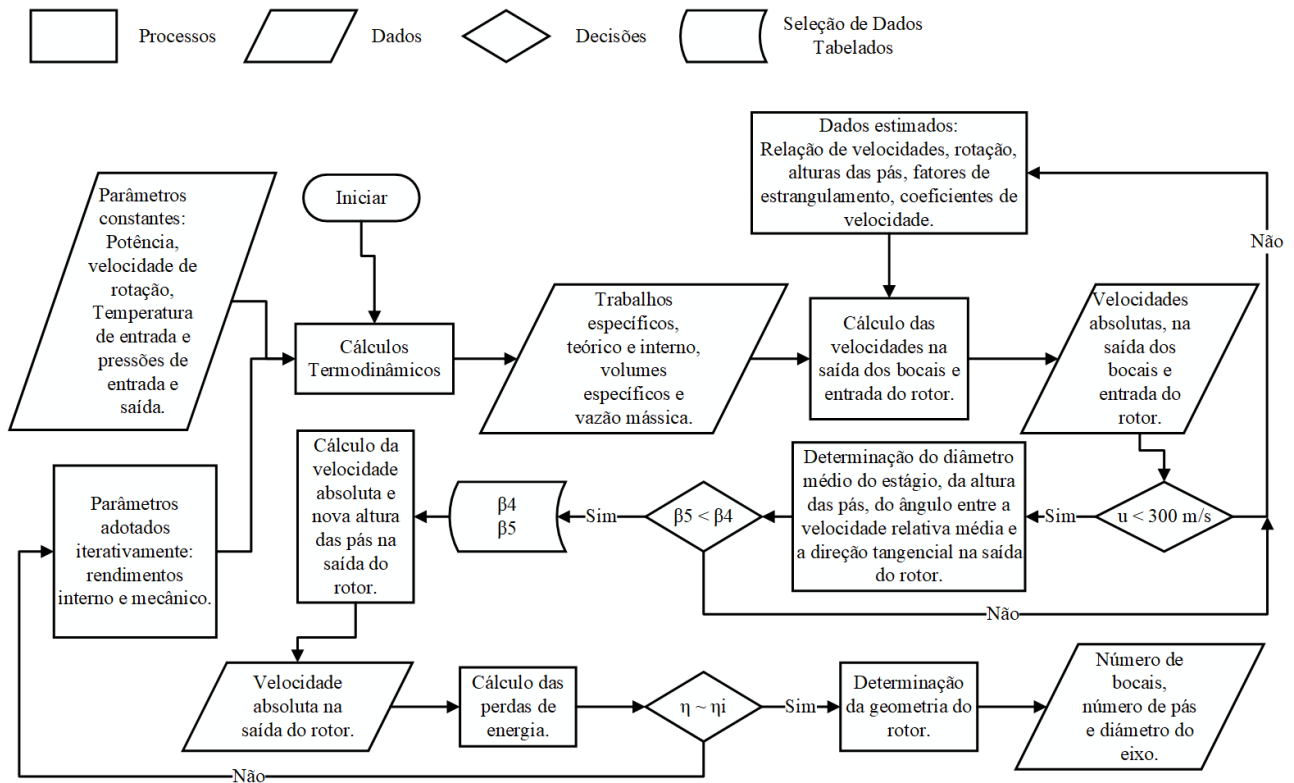 Processos
Dados
Decisões
Seleção de Dados
Tabelados
Dados estimados:
Relação de velocidades, rotação,
alturas das pás, fatores de
estrangulamento, coeficientes de
velocidade.
Parâmetros
constantes:
Potência,
velocidade de
rotação,
Temperatura
de entrada e
pressões de
entrada e
saída.
Iniciar
Cálculos
Termodinâmicos
Trabalhos
específicos,
teórico e interno,
volumes
específicos e
vazão mássica.
Cálculo das
velocidades na
saída dos bocais e
entrada do rotor.
Velocidades
absolutas, na
saída dos
bocais e
entrada do
rotor.
Não
u < 300 m/s
Sim
Determinação do diâmetro
médio do estágio, da altura
das pás, do ângulo entre a
velocidade relativa média e
a direção tangencial na saída
do rotor.
β5 < β4
Sim
Não
β4
β5
Cálculo da
velocidade
absoluta e
nova altura
das pás na
saída do
rotor.
Parâmetros
adotados
iterativamente:
rendimentos
interno e mecânico.
Velocidade
absoluta na
saída do rotor.
Cálculo das
perdas de
energia.
η ~ ηi
Sim
Não
Determinação
da geometria do
rotor.
Número de
bocais,
número de pás
e diâmetro do
eixo.